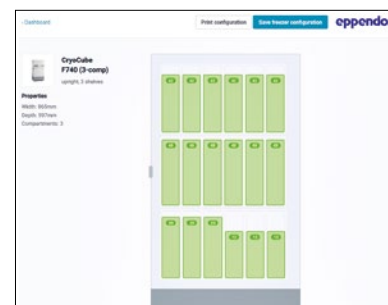 ‹ Dashboard
Print configuration
Save freezer configuration
eppendo
CryoCube
F740 (3-comp)
upright, 3 shelves
Properties
Width: 865mm
Depth: 997mm
Compartments: 3